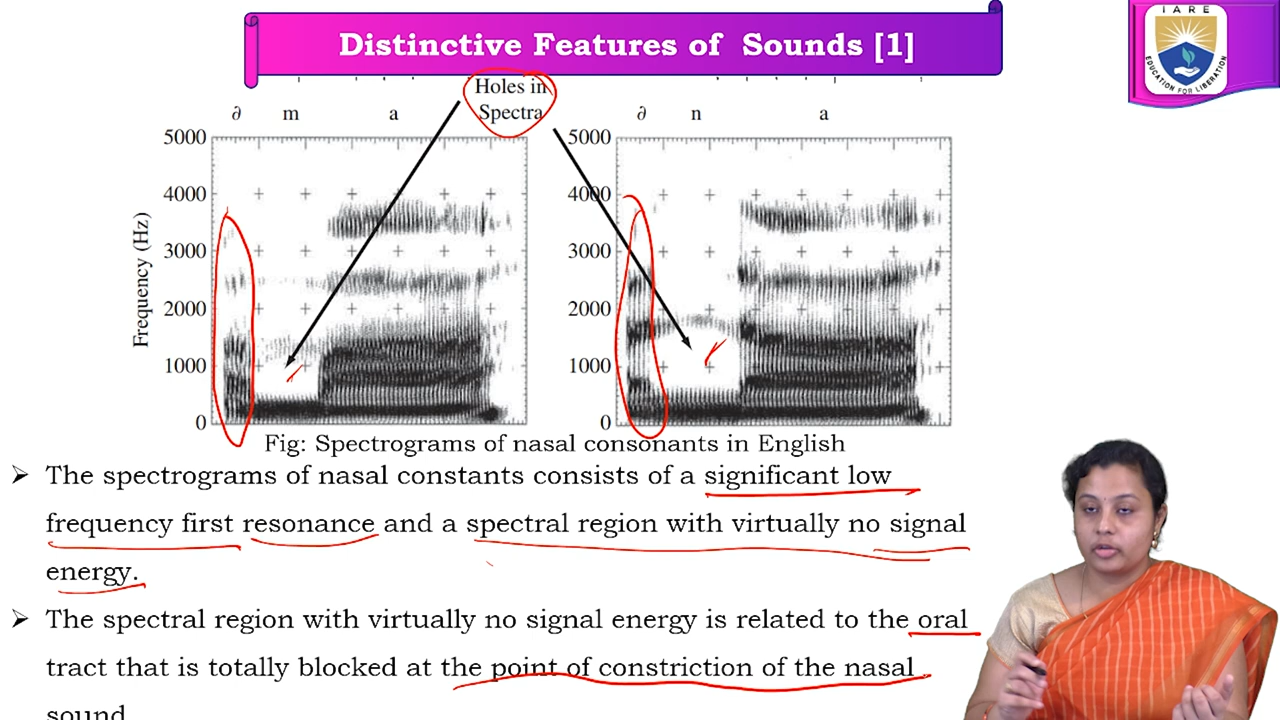 Distinctive Features of Sounds [1]
I A R E
EDUCATION FOR LIBERATION
Holes in
Spectra
∂ m a
∂ n a
5000
4000
3000
2000
1000
0
Frequency (Hz)
5000
4000
3000
2000
1000
0
Fig: Spectrograms of nasal consonants in English
➢ The spectrograms of nasal constants consists of a significant low
frequency first resonance and a spectral region with virtually no signal
energy.
➢ The spectral region with virtually no signal energy is related to the oral
tract that is totally blocked at the point of constriction of the nasal
sound